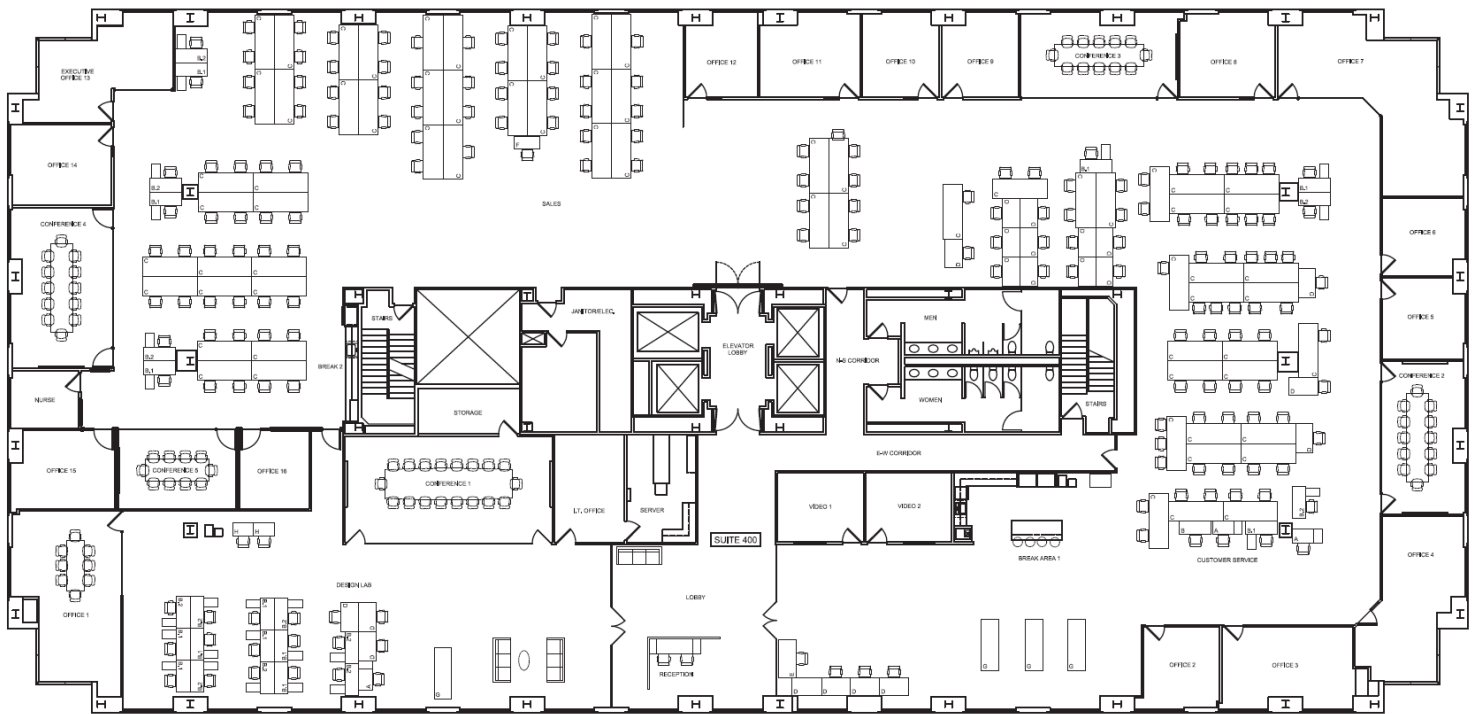 EXECUTIVE
OFFICE 13
OFFICE 12
OFFICE 11
OFFICE 10
OFFICE 9
CONFERENCE 3
OFFICE 8
OFFICE 7
OFFICE 14
SALES
CONFERENCE 4
OFFICE 6
STAIRS
JANITOR/ELEC.
MEN
OFFICE 5
ELEVATOR
LOBBY
N-S CORRIDOR
BREAK 2
CONFERENCE 2
NURSE
STORAGE
WOMEN
STAIRS
E-W CORRIDOR
OFFICE 15
CONFERENCE 5
OFFICE 16
CONFERENCE 1
I.T. OFFICE
SERVER
VIDEO 1
VIDEO 2
SUITE 400
BREAK AREA 1
CUSTOMER SERVICE
OFFICE 4
DESIGN LAB
LOBBY
OFFICE 1
RECEPTION
OFFICE 2
OFFICE 3